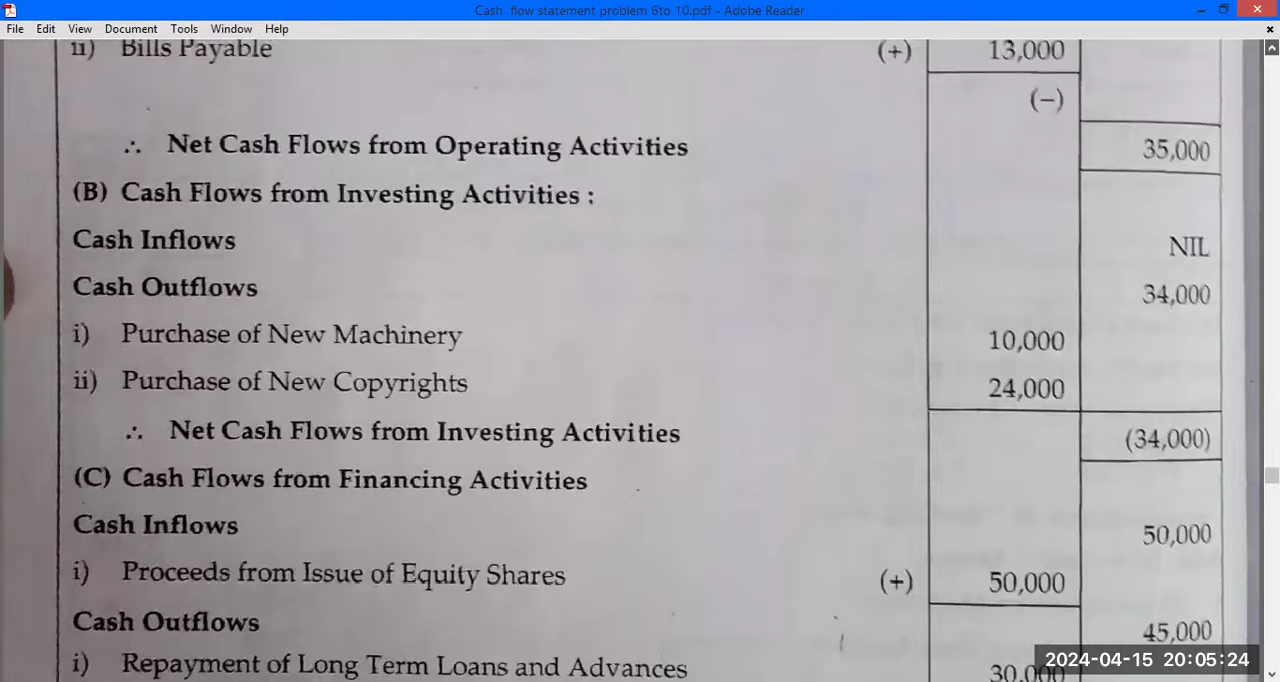 Cash flow statement problem 6to 10.pdf - Adobe Reader
File Edit View Document Tools Window Help
ii) Bills Payable (+) 13,000
(–)
∴ Net Cash Flows from Operating Activities 35,000
(B) Cash Flows from Investing Activities :
Cash Inflows NIL
Cash Outflows 34,000
i) Purchase of New Machinery 10,000
ii) Purchase of New Copyrights 24,000
∴ Net Cash Flows from Investing Activities (34,000)
(C) Cash Flows from Financing Activities
Cash Inflows 50,000
i) Proceeds from Issue of Equity Shares (+) 50,000
Cash Outflows 45,000
i) Repayment of Long Term Loans and Advances 30,000
2024-04-15 20:05:24